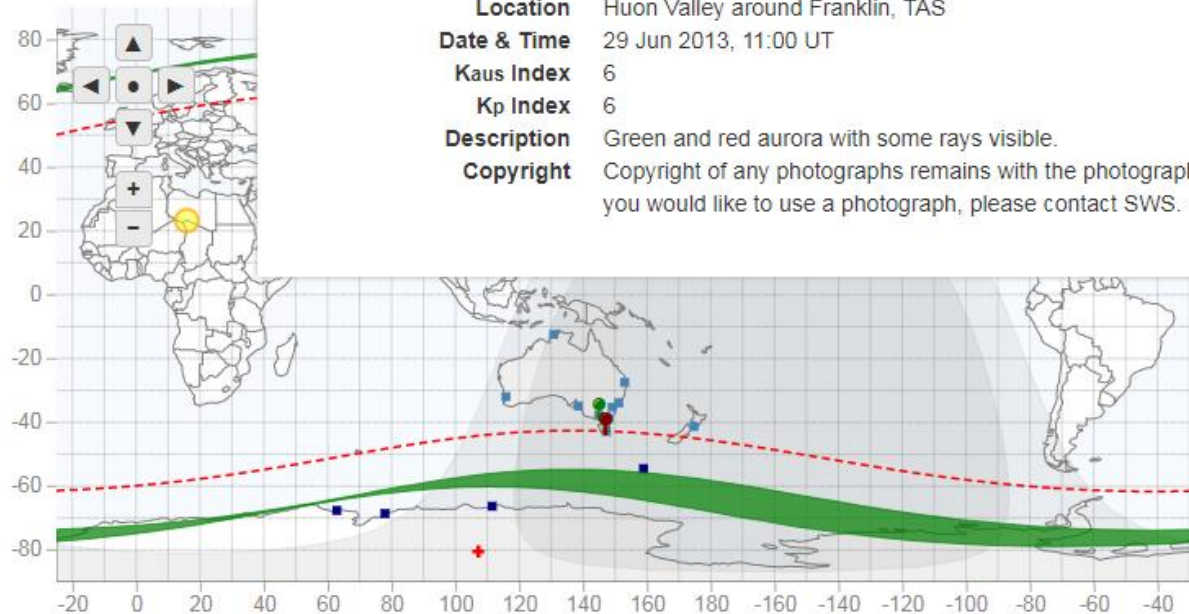 Location Huon Valley around Franklin, TAS
Date & Time 29 Jun 2013, 11:00 UT
Kaus Index 6
Kp Index 6
Description Green and red aurora with some rays visible.
Copyright Copyright of any photographs remains with the photograp
you would like to use a photograph, please contact SWS.
80
60
40
20
0
-20
-40
-60
-80
-20 0 20 40 60 80 100 120 140 160 180 -160 -140 -120 -100 -80 -60 -40